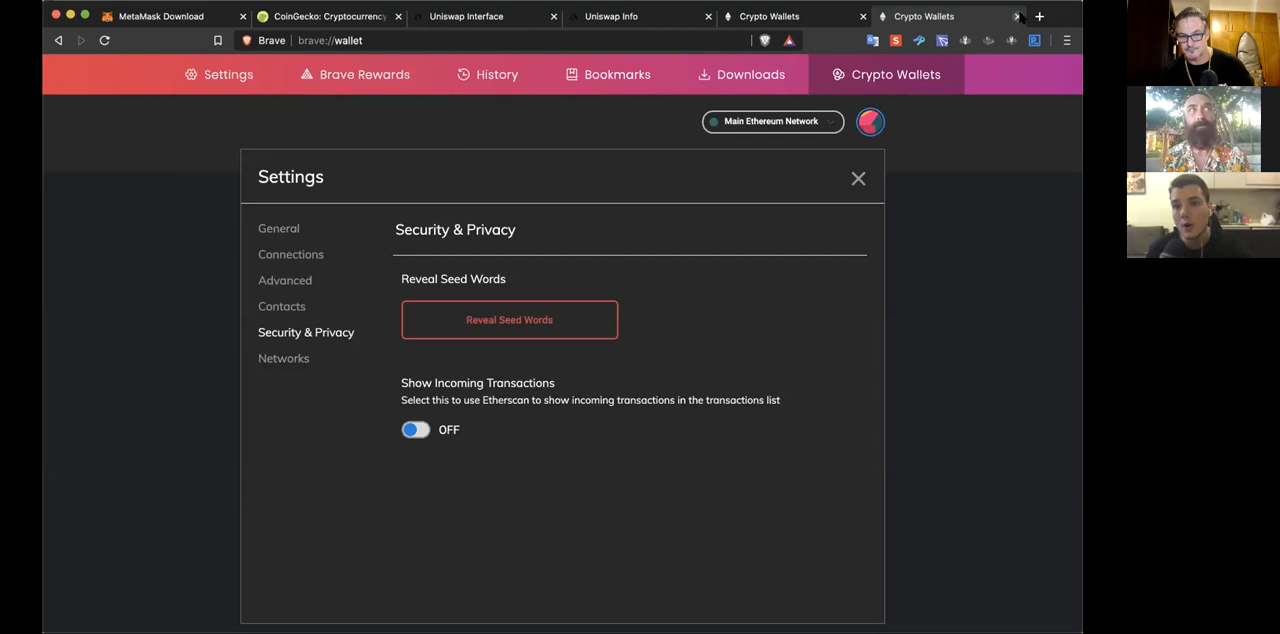 MetaMask Download
CoinGecko: Cryptocurrency
Uniswap Interface
Uniswap Info
Crypto Wallets
Crypto Wallets
Brave
brave://wallet
Settings
Brave Rewards
History
Bookmarks
Downloads
Crypto Wallets
Main Ethereum Network
Settings
General
Connections
Advanced
Contacts
Security & Privacy
Networks
Security & Privacy
Reveal Seed Words
Reveal Seed Words
Show Incoming Transactions
Select this to use Etherscan to show incoming transactions in the transactions list
OFF